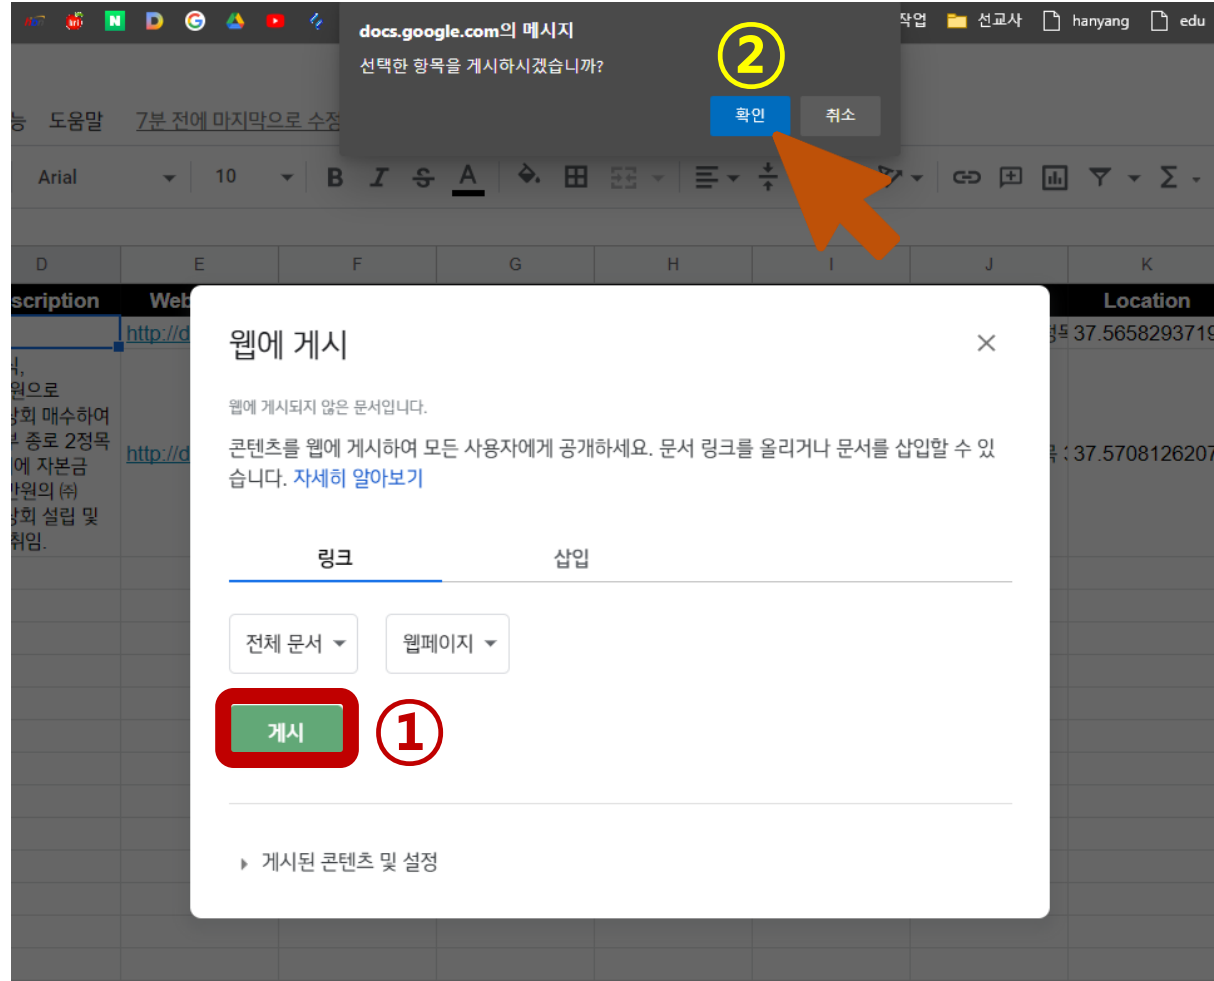 작업
선교사
hanyang
edu
docs.google.com의 메시지
선택한 항목을 게시하시겠습니까?
②
확인
취소
능
도움말
7분 전에 마지막으로 수정
Arial
10
B I S A
D E F G H I J K
scription
Web
Location
http://d
37.5658293719
원으로
상회 매수하여
부 종로 2정목
에 자본금
만원의 ㈜
상회 설립 및
취임.
http://d
37.5708126207
웹에 게시
웹에 게시되지 않은 문서입니다.
콘텐츠를 웹에 게시하여 모든 사용자에게 공개하세요. 문서 링크를 올리거나 문서를 삽입할 수 있
습니다. 자세히 알아보기
링크
삽입
전체 문서
웹페이지
게시
①
게시된 콘텐츠 및 설정